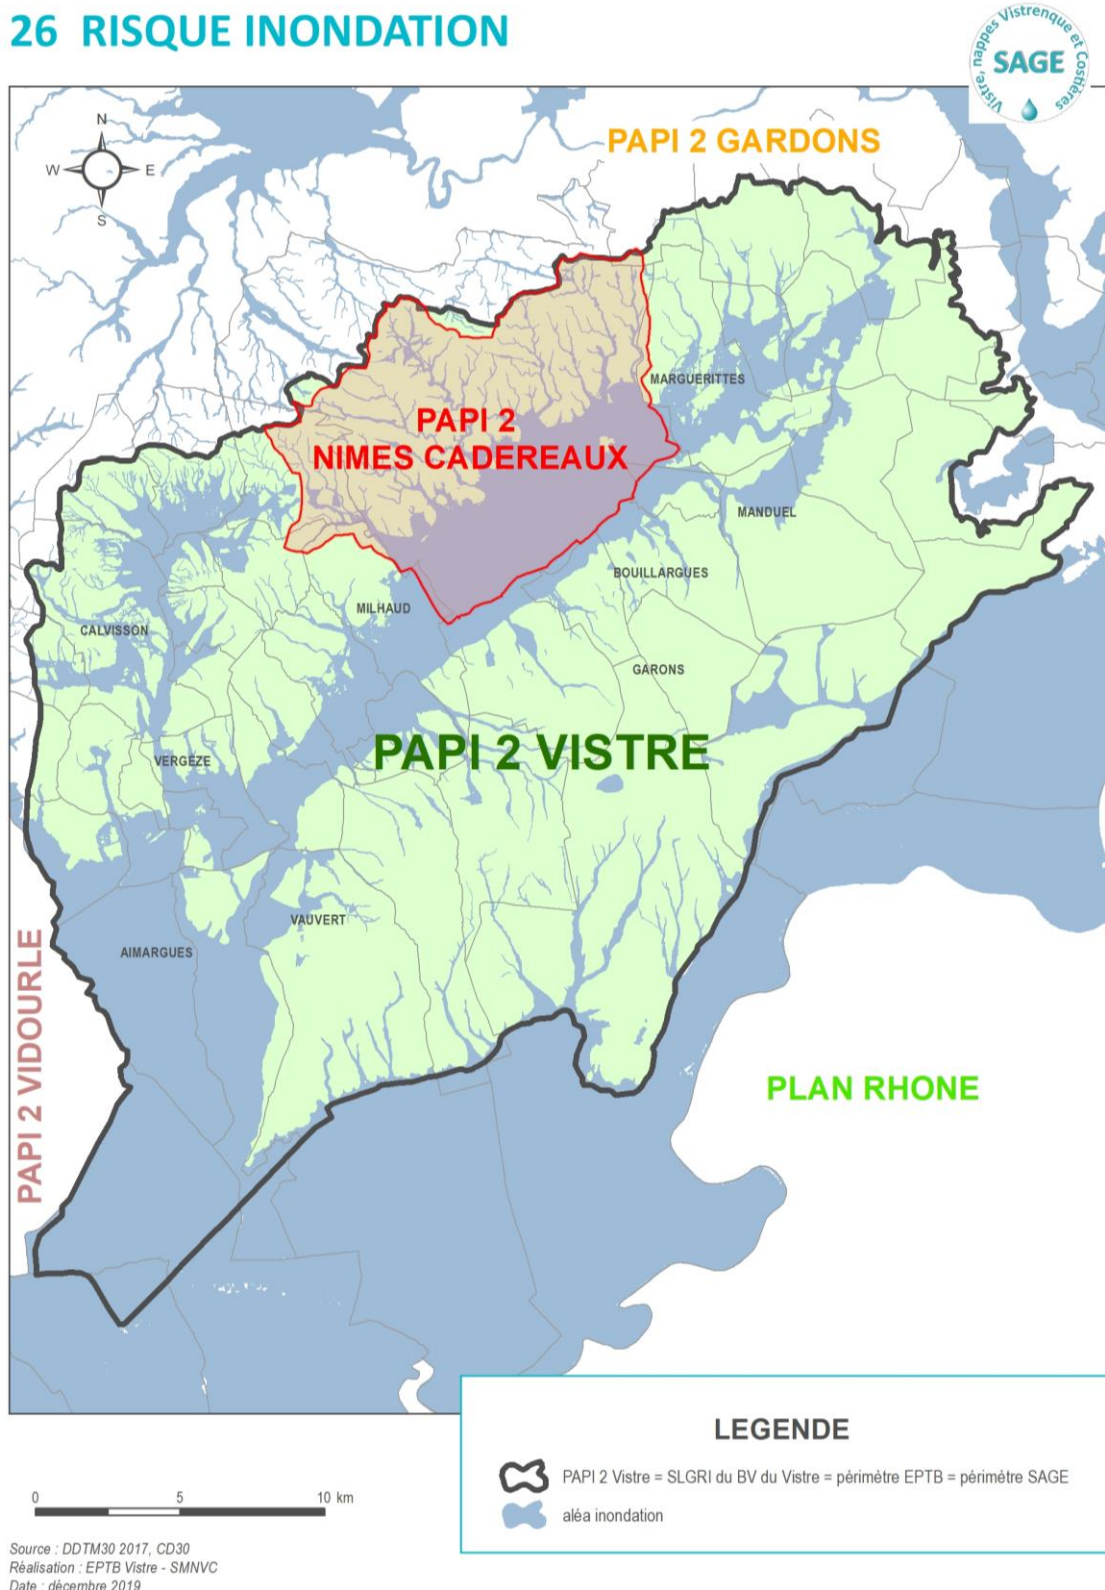 26 RISQUE INONDATION
Vistre, nappes Vistrenque et Costières
SAGE
N
W
E
S
PAPI 2 GARDONS
MARGUERITTES
PAPI 2
NIMES CADEREAUX
MANDUEL
BOUILLARGUES
MILHAUD
CALVISSON
GARONS
PAPI 2 VISTRE
VERGÈZE
VAUVERT
AIMARGUES
PAPI 2 VIDOURLE
PLAN RHONE
LEGENDE
PAPI 2 Vistre = SLGRI du BV du Vistre = périmètre EPTB = périmètre SAGE
aléa inondation
0 5 10 km
Source : DDTM30 2017, CD30
Réalisation : EPTB Vistre - SMNVC
Date : décembre 2019